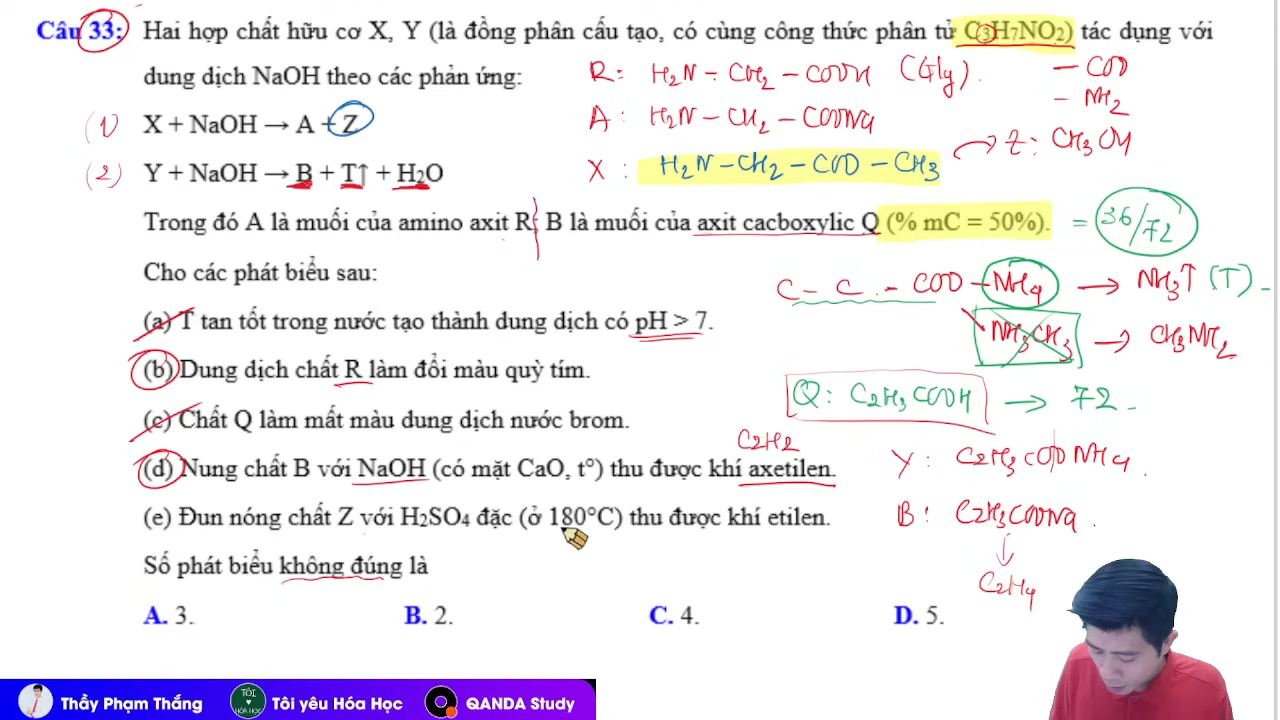 Câu 33: Hai hợp chất hữu cơ X, Y (là đồng phân cấu tạo, có cùng công thức phân tử C3H7NO2) tác dụng với
dung dịch NaOH theo các phản ứng:
R: H2N - CH2 - COOH (Gly).
- COO
- NH2
(1) X + NaOH → A + Z
A: H2N - CH2 - COONa
Z: CH3OH
(2) Y + NaOH → B + T↑ + H2O
X: H2N - CH2 - COO - CH3
Trong đó A là muối của amino axit R; B là muối của axit cacboxylic Q (% mC = 50%).
= 36/72
Cho các phát biểu sau:
C - C - COO - NH4 → NH3↑ (T)
(a) T tan tốt trong nước tạo thành dung dịch có pH > 7.
NH3CH3 → CH3NH2
(b) Dung dịch chất R làm đổi màu quỳ tím.
Q: C2H3COOH → 72
(c) Chất Q làm mất màu dung dịch nước brom.
C2H2
(d) Nung chất B với NaOH (có mặt CaO, t°) thu được khí axetilen.
Y: C2H3COONH4.
(e) Đun nóng chất Z với H2SO4 đặc (ở 180°C) thu được khí etilen.
B: C2H3COONa.
Số phát biểu không đúng là
C2H4
A. 3. B. 2. C. 4. D. 5.
Thầy Phạm Thắng
TÔI YÊU HÓA HỌC
Tôi yêu Hóa Học
QANDA Study